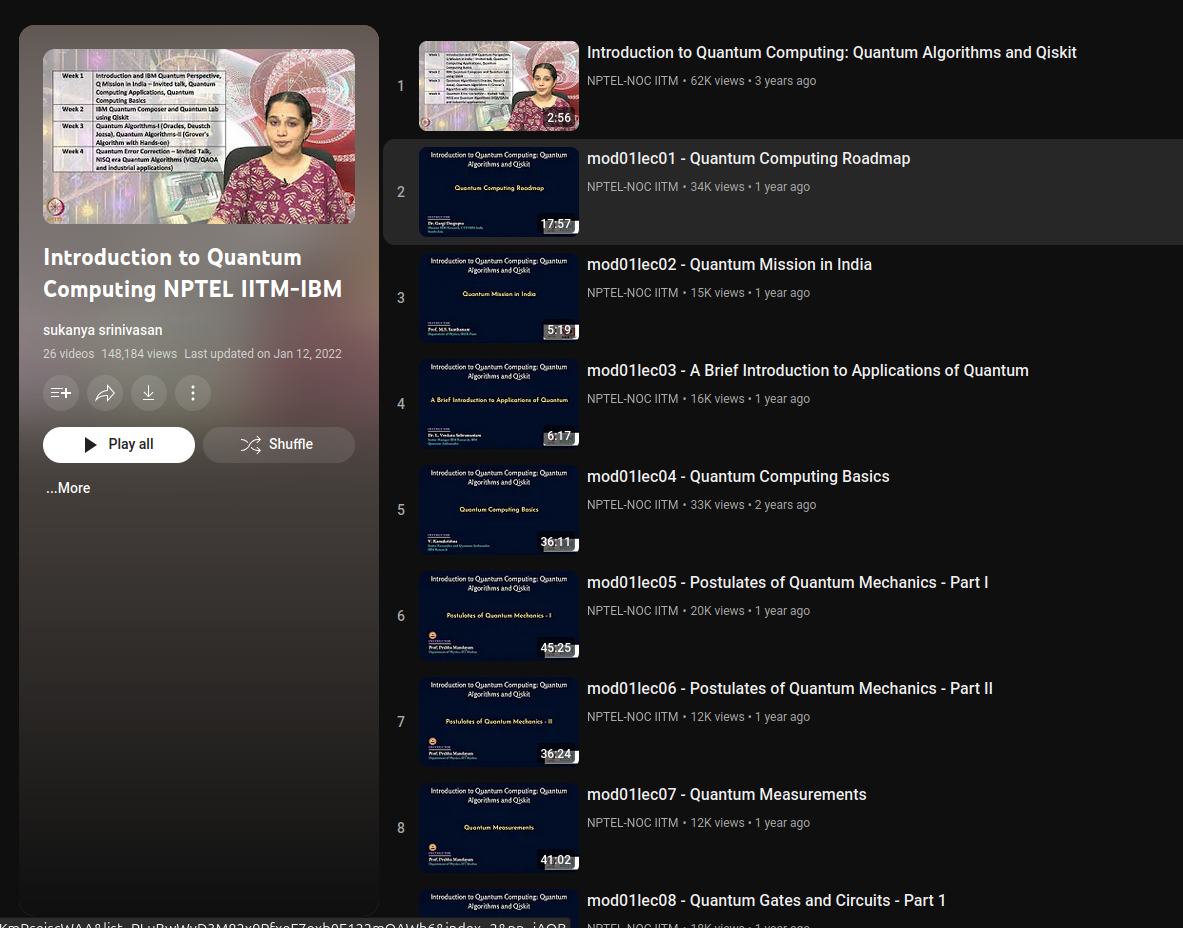 Week 1 Introduction and IBM Quantum Perspective,
Q Mission in India – Invited talk, Quantum
Computing Applications, Quantum
Computing Basics
Week 2 IBM Quantum Composer and Quantum Lab
using Qiskit
Week 3 Quantum Algorithms-I (Oracles, Deustch
Jozsa), Quantum Algorithms-II (Grover's
Algorithm with Hands-on)
Week 4 Quantum Error Correction – Invited Talk,
NISQ era Quantum Algorithms (VQE/QAOA
and industrial applications)
Introduction to Quantum
Computing NPTEL IITM-IBM
sukanya srinivasan
26 videos 148,184 views Last updated on Jan 12, 2022
Play all
Shuffle
...More
1
2:56
Introduction to Quantum Computing: Quantum Algorithms and Qiskit
NPTEL-NOC IITM • 62K views • 3 years ago
2
Introduction to Quantum Computing: Quantum
Algorithms and Qiskit
Quantum Computing Roadmap
17:57
mod01lec01 - Quantum Computing Roadmap
NPTEL-NOC IITM • 34K views • 1 year ago
3
Introduction to Quantum Computing: Quantum
Algorithms and Qiskit
Quantum Mission in India
5:19
mod01lec02 - Quantum Mission in India
NPTEL-NOC IITM • 15K views • 1 year ago
4
Introduction to Quantum Computing: Quantum
Algorithms and Qiskit
A Brief Introduction to Applications of Quantum
6:17
mod01lec03 - A Brief Introduction to Applications of Quantum
NPTEL-NOC IITM • 16K views • 1 year ago
5
Introduction to Quantum Computing: Quantum
Algorithms and Qiskit
Quantum Computing Basics
36:11
mod01lec04 - Quantum Computing Basics
NPTEL-NOC IITM • 33K views • 2 years ago
6
Introduction to Quantum Computing: Quantum
Algorithms and Qiskit
Postulates of Quantum Mechanics - I
Prof. Prabha Mandayam
45:25
mod01lec05 - Postulates of Quantum Mechanics - Part I
NPTEL-NOC IITM • 20K views • 1 year ago
7
Introduction to Quantum Computing: Quantum
Algorithms and Qiskit
Postulates of Quantum Mechanics - II
Prof. Prabha Mandayam
36:24
mod01lec06 - Postulates of Quantum Mechanics - Part II
NPTEL-NOC IITM • 12K views • 1 year ago
8
Introduction to Quantum Computing: Quantum
Algorithms and Qiskit
Quantum Measurements
Prof. Prabha Mandayam
41:02
mod01lec07 - Quantum Measurements
NPTEL-NOC IITM • 12K views • 1 year ago
Introduction to Quantum Computing: Quantum
Algorithms and Qiskit
mod01lec08 - Quantum Gates and Circuits - Part 1
NPTEL-NOC IITM • 18K views • 1 year ago